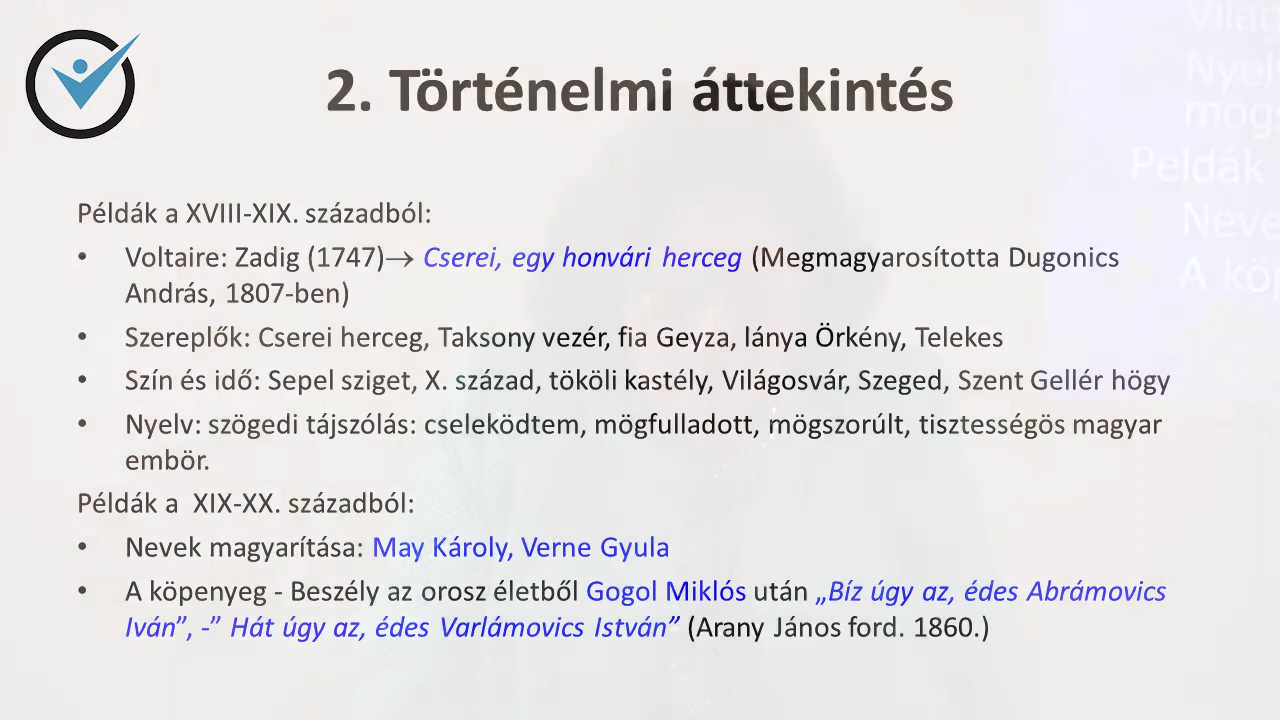 2. Történelmi áttekintés
Példák a XVIII-XIX. századból:
• Voltaire: Zadig (1747)→ Cserei, egy honvári herceg (Megmagyarosította Dugonics
András, 1807-ben)
• Szereplők: Cserei herceg, Taksony vezér, fia Geyza, lánya Örkény, Telekes
• Szín és idő: Sepel sziget, X. század, tököli kastély, Világosvár, Szeged, Szent Gellér högy
• Nyelv: szögedi tájszólás: cseleködtem, mögfulladott, mögszorúlt, tisztességös magyar
embör.
Példák a XIX-XX. századból:
• Nevek magyarítása: May Károly, Verne Gyula
• A köpenyeg - Beszély az orosz életből Gogol Miklós után „Bíz úgy az, édes Abrámovics
Iván”, -” Hát úgy az, édes Varlámovics István” (Arany János ford. 1860.)
Példák
A